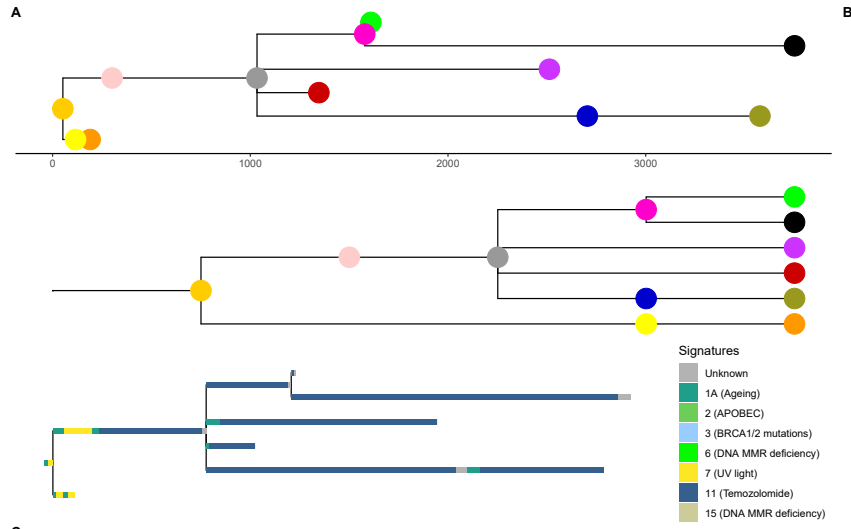 A
B
0 1000 2000 3000
Signatures
Unknown
1A (Ageing)
2 (APOBEC)
3 (BRCA1/2 mutations)
6 (DNA MMR deficiency)
7 (UV light)
11 (Temozolomide)
15 (DNA MMR deficiency)